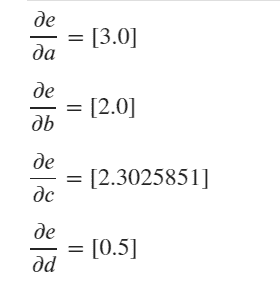 ∂e/∂a = [3.0]
∂e/∂b = [2.0]
∂e/∂c = [2.3025851]
∂e/∂d = [0.5]